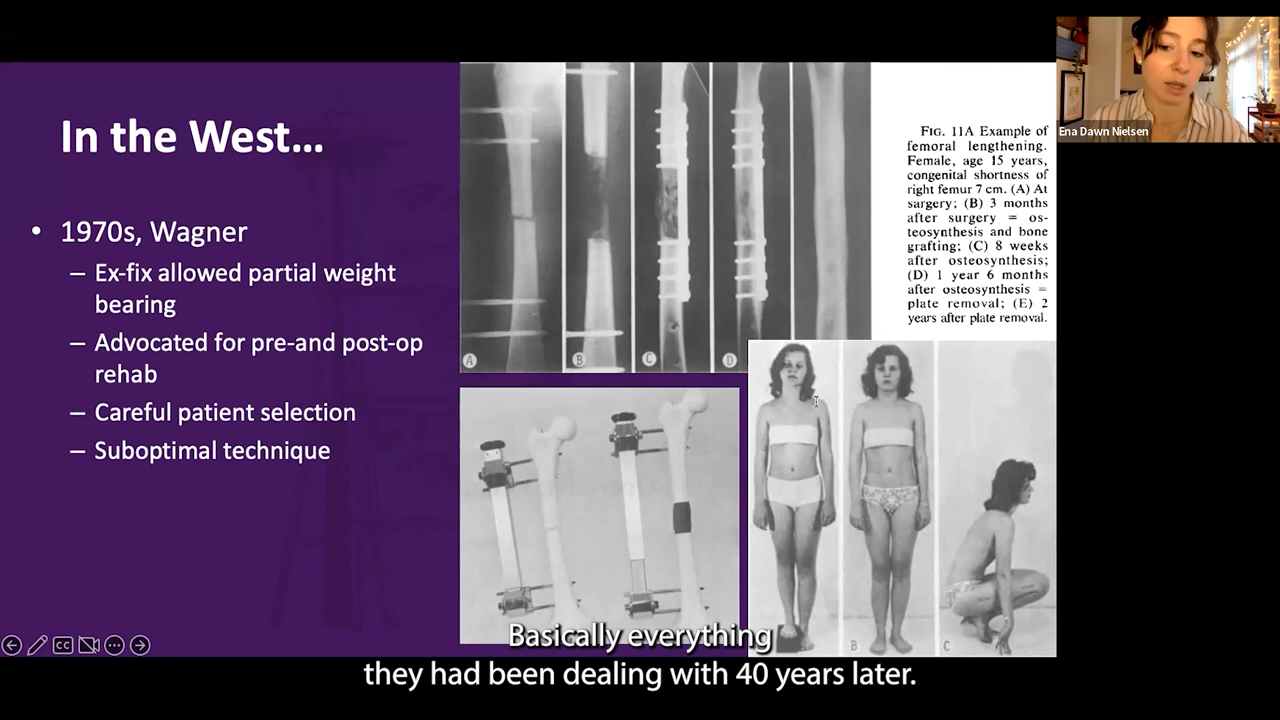 In the West...
• 1970s, Wagner
– Ex-fix allowed partial weight
bearing
– Advocated for pre-and post-op
rehab
– Careful patient selection
– Suboptimal technique
A
B
C
D
FIG. 11A Example of
femoral lengthening.
Female, age 15 years,
congenital shortness of
right femur 7 cm. (A) At
sargery; (B) 3 months
after surgery = os-
teosynthesis and bone
grafting; (C) 8 weeks
after osteosynthesis;
(D) 1 year 6 months
after osteosynthesis =
plate removal; (E) 2
years after plate removal.
B
C
Ena Dawn Nielsen
CC
Basically everything
they had been dealing with 40 years later.